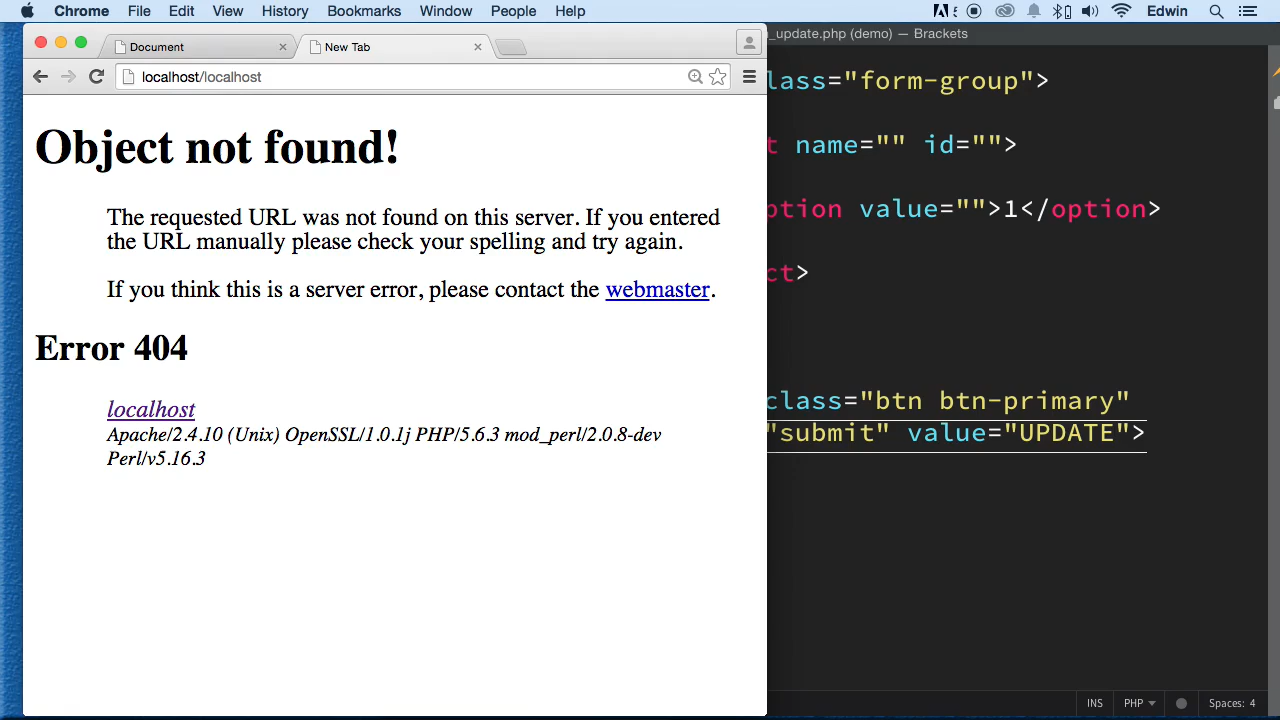 Chrome File Edit View History Bookmarks Window People Help Edwin
Document
New Tab
localhost/localhost
Object not found!
The requested URL was not found on this server. If you entered
the URL manually please check your spelling and try again.
If you think this is a server error, please contact the webmaster.
Error 404
localhost
Apache/2.4.10 (Unix) OpenSSL/1.0.1j PHP/5.6.3 mod_perl/2.0.8-dev
Perl/v5.16.3
_update.php (demo) — Brackets
lass="form-group">
t name="" id="">
ption value="">1</option>
ct>
class="btn btn-primary"
"submit" value="UPDATE">
INS PHP Spaces: 4